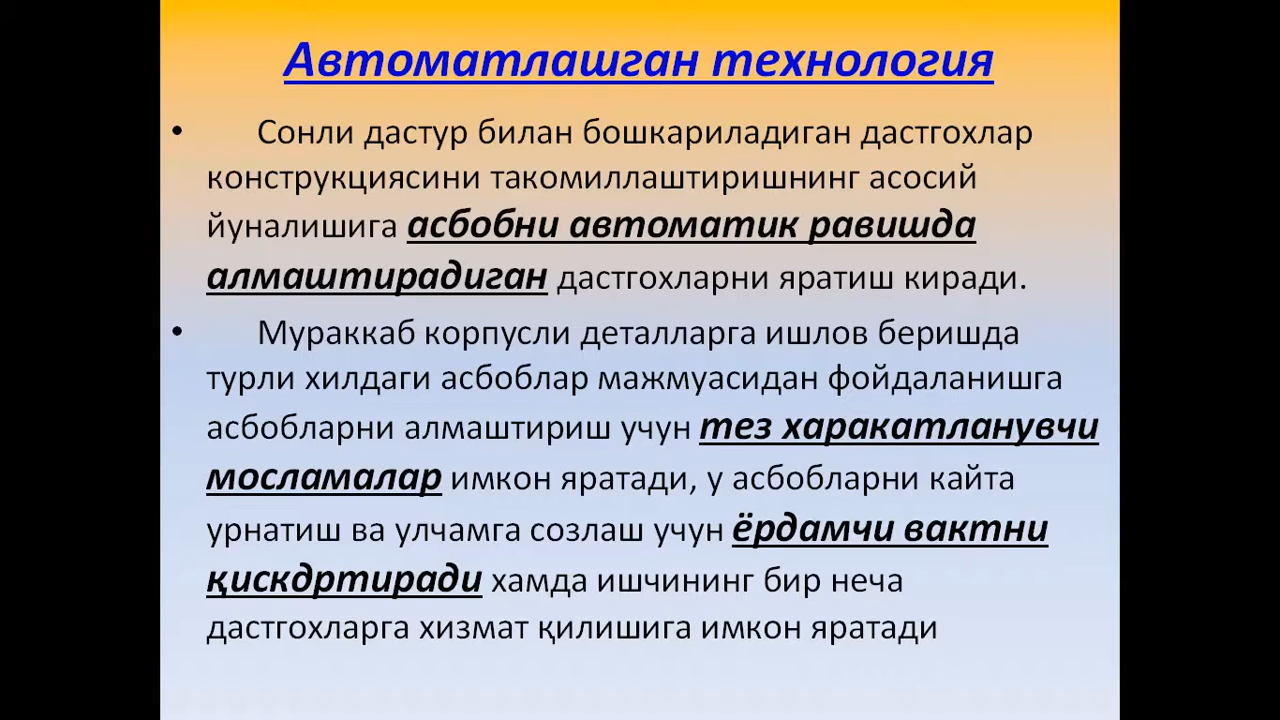 Автоматлашган технология
• Сонли дастур билан бошкариладиган дастгохлар
конструкциясини такомиллаштиришнинг асосий
йуналишига асбобни автоматик равишда
алмаштирадиган дастгохларни яратиш киради.
• Мураккаб корпусли деталларга ишлов беришда
турли хилдаги асбоблар мажмуасидан фойдаланишга
асбобларни алмаштириш учун тез харакатланувчи
мосламалар имкон яратади, у асбобларни кайта
урнатиш ва улчамга созлаш учун ёрдамчи вактни
қискдртиради хамда ишчининг бир неча
дастгохларга хизмат қилишига имкон яратади